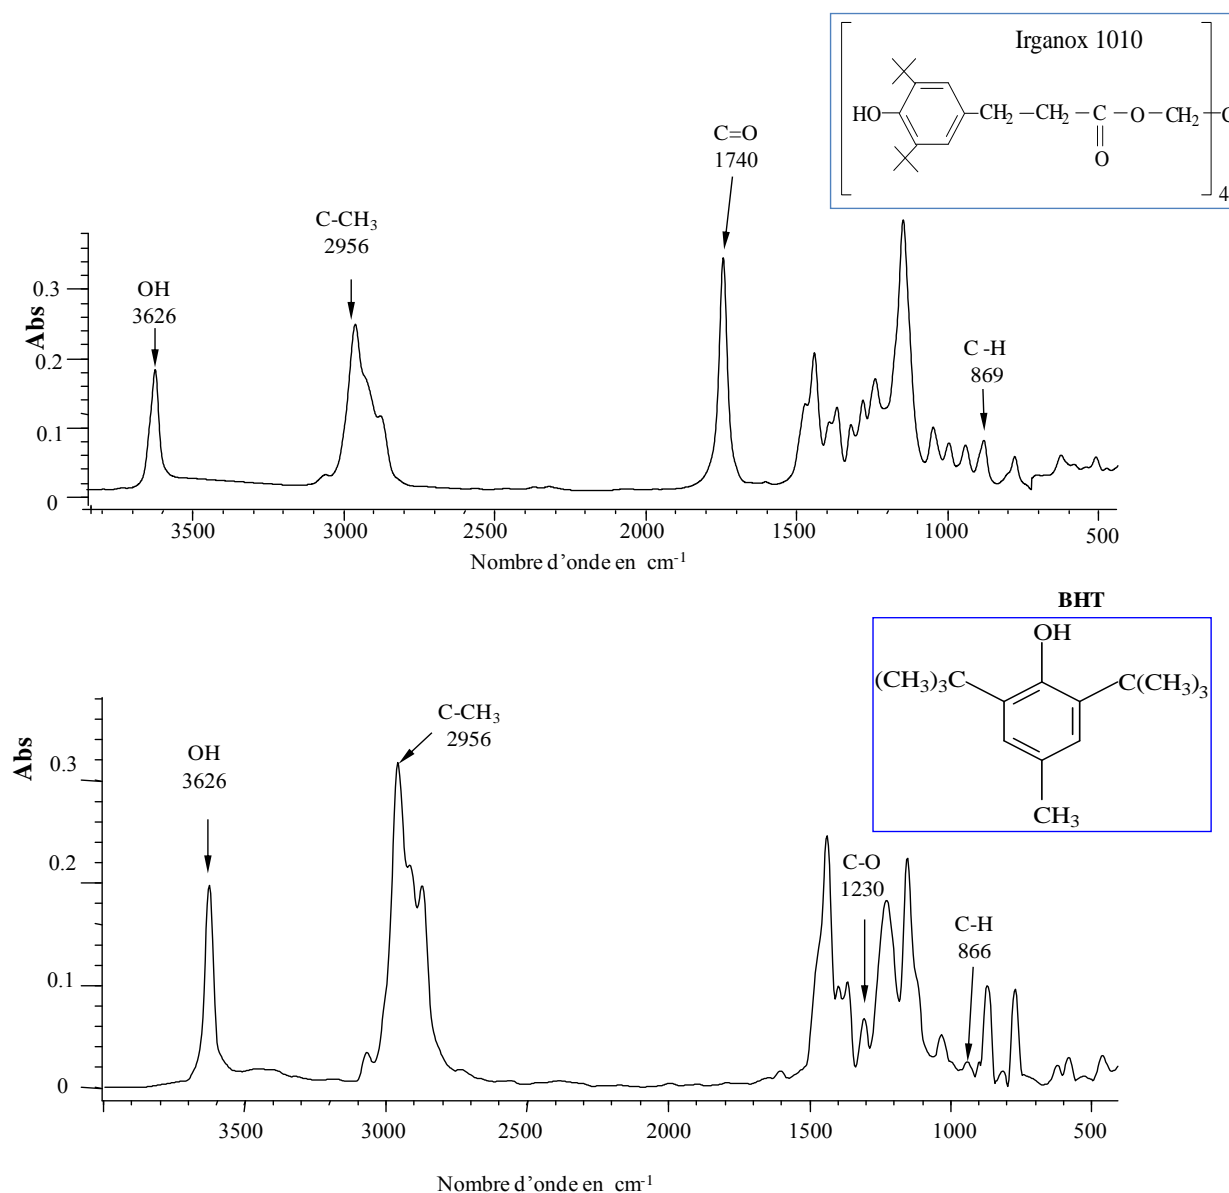 Irganox 1010
HO
CH2
CH2
C
O
CH2
C
O
4
C=O
1740
C-CH3
2956
OH
3626
C -H
869
Abs
0.3
0.2
0.1
0
3500 3000 2500 2000 1500 1000 500
Nombre d’onde en cm-1
BHT
OH
(CH3)3C
C(CH3)3
CH3
C-CH3
2956
OH
3626
C-O
1230
C-H
866
Abs
0.3
0.2
0.1
0
3500 3000 2500 2000 1500 1000 500
Nombre d’onde en cm-1